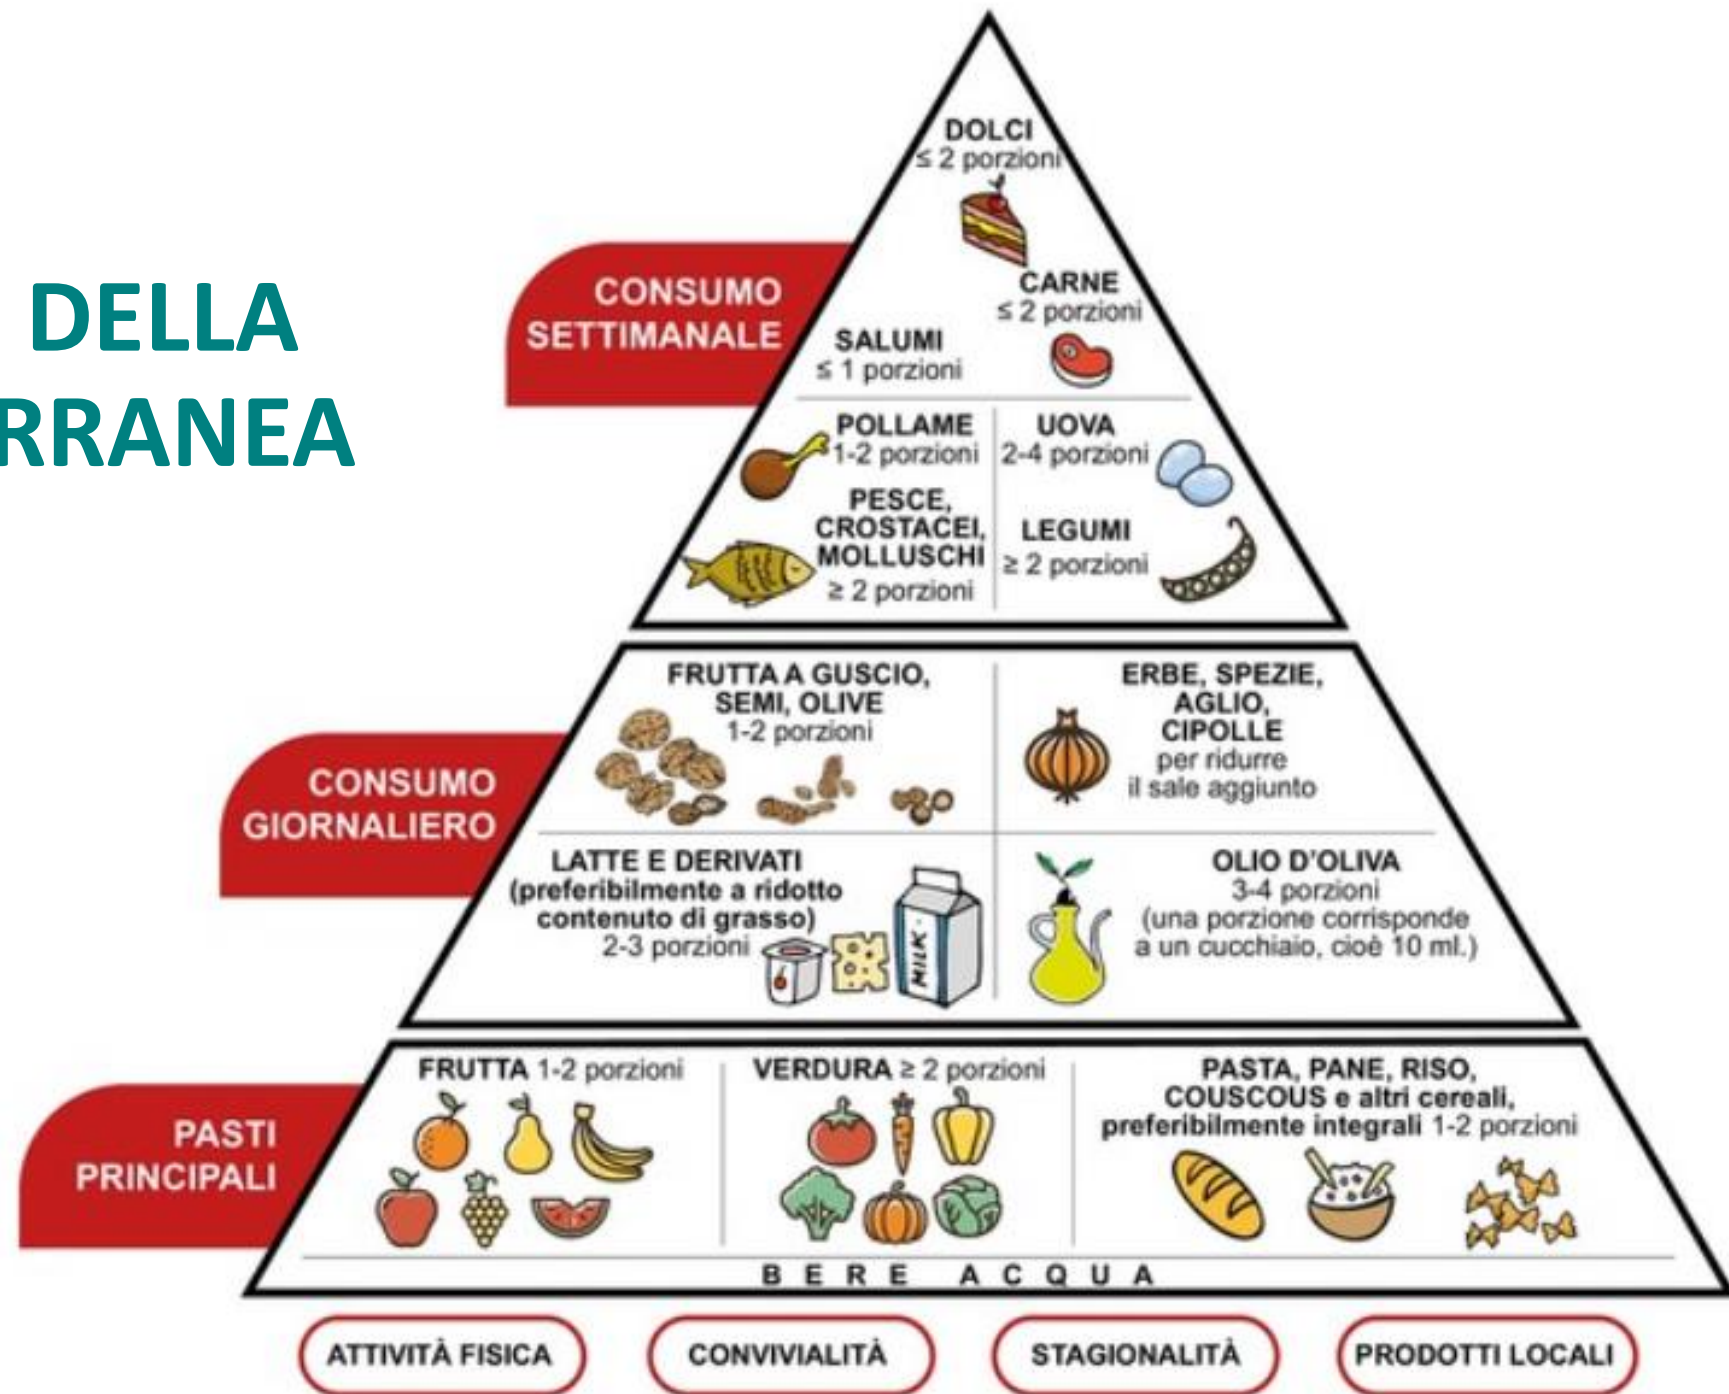 DELLA
RRANEA
CONSUMO
SETTIMANALE
DOLCI
≤ 2 porzioni
CARNE
≤ 2 porzioni
SALUMI
≤ 1 porzioni
POLLAME
1-2 porzioni
PESCE,
CROSTACEI,
MOLLUSCHI
≥ 2 porzioni
UOVA
2-4 porzioni
LEGUMI
≥ 2 porzioni
CONSUMO
GIORNALIERO
FRUTTA A GUSCIO,
SEMI, OLIVE
1-2 porzioni
ERBE, SPEZIE,
AGLIO,
CIPOLLE
per ridurre
il sale aggiunto
LATTE E DERIVATI
(preferibilmente a ridotto
contenuto di grasso)
2-3 porzioni
MILK
OLIO D'OLIVA
3-4 porzioni
(una porzione corrisponde
a un cucchiaio, cioè 10 ml.)
PASTI
PRINCIPALI
FRUTTA 1-2 porzioni
VERDURA ≥ 2 porzioni
PASTA, PANE, RISO,
COUSCOUS e altri cereali,
preferibilmente integrali 1-2 porzioni
BERE ACQUA
ATTIVITÀ FISICA
CONVIVIALITÀ
STAGIONALITÀ
PRODOTTI LOCALI